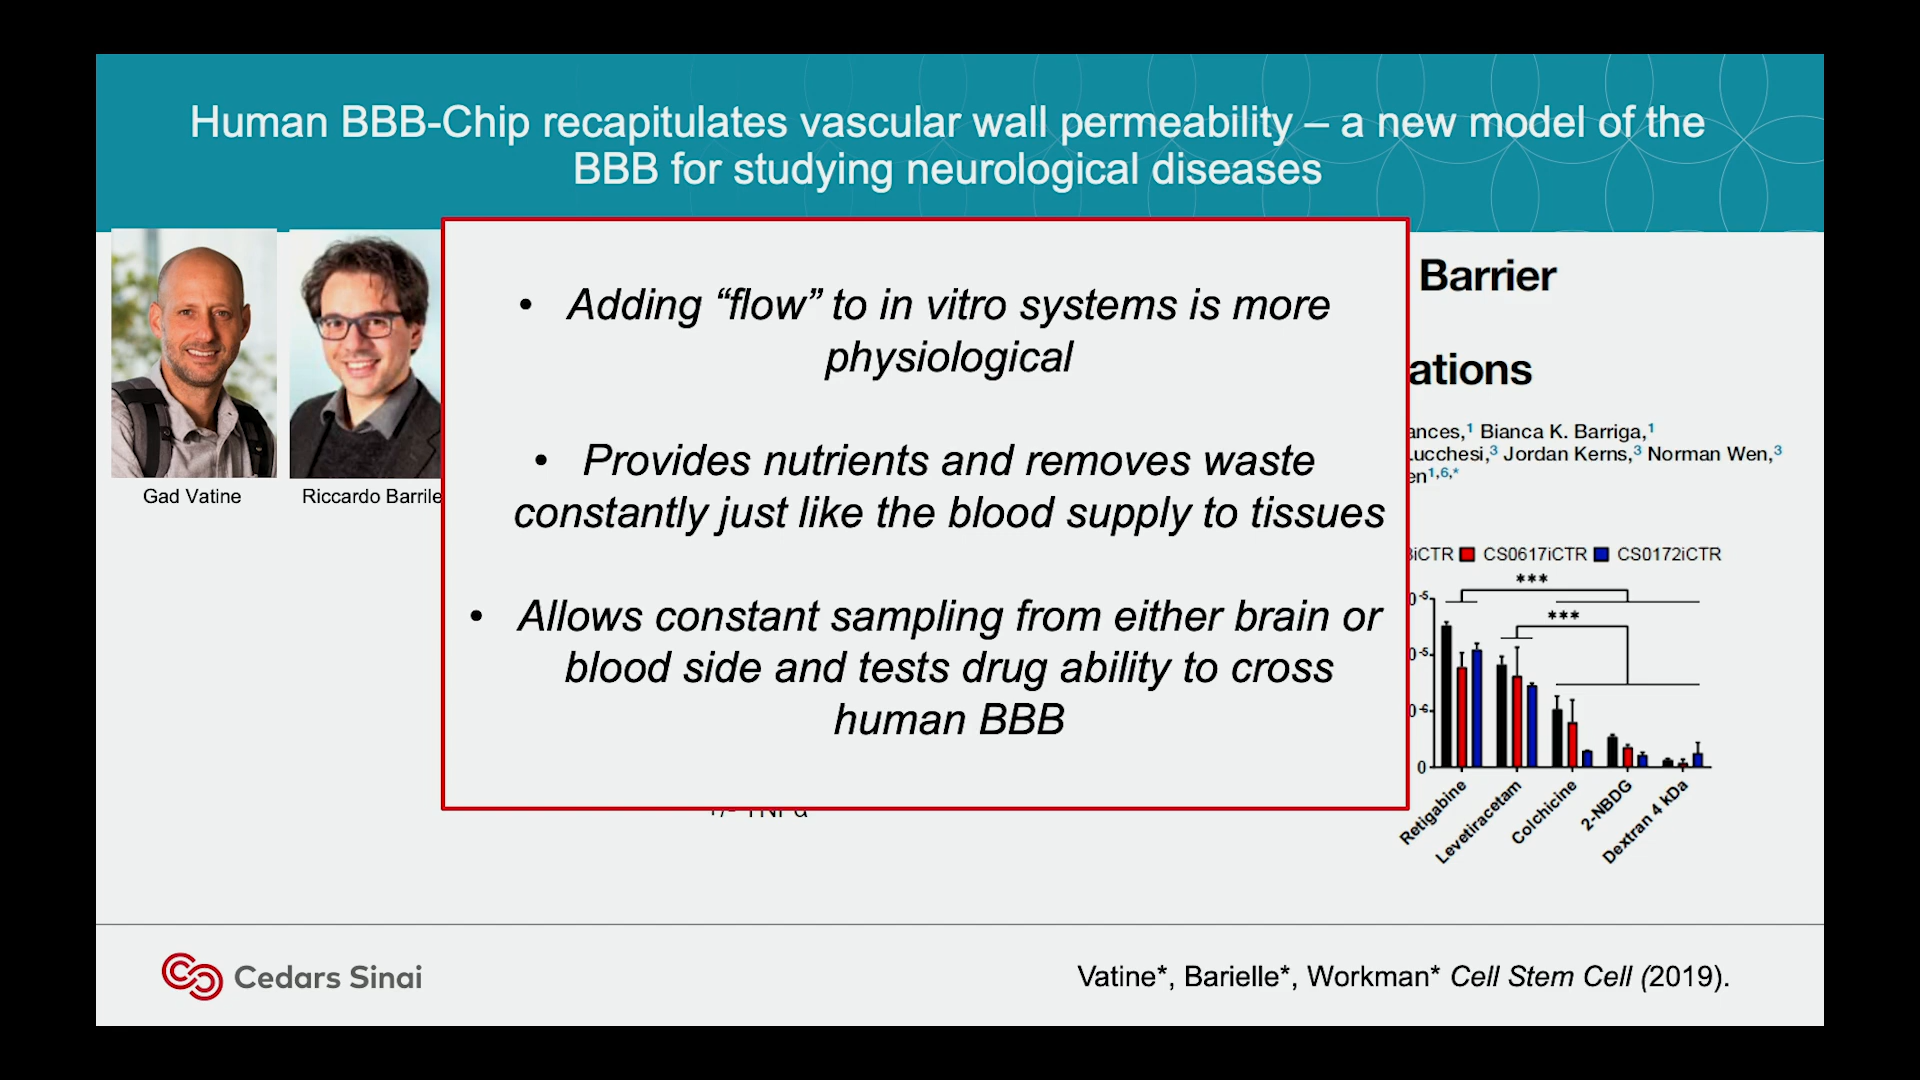 Human BBB-Chip recapitulates vascular wall permeability – a new model of the
BBB for studying neurological diseases
Gad Vatine
Riccardo Barrile
• Adding “flow” to in vitro systems is more
physiological
• Provides nutrients and removes waste
constantly just like the blood supply to tissues
• Allows constant sampling from either brain or
blood side and tests drug ability to cross
human BBB
Barrier
ations
ances,¹ Bianca K. Barriga,¹
ucchesi,³ Jordan Kerns,³ Norman Wen,³
en¹,⁶,*
iCTR CS0617iCTR CS0172iCTR
***
***
0
Retigabine
Levetiracetam
Colchicine
2-NBDG
Dextran 4 kDa
Cedars Sinai
Vatine*, Barielle*, Workman* Cell Stem Cell (2019).